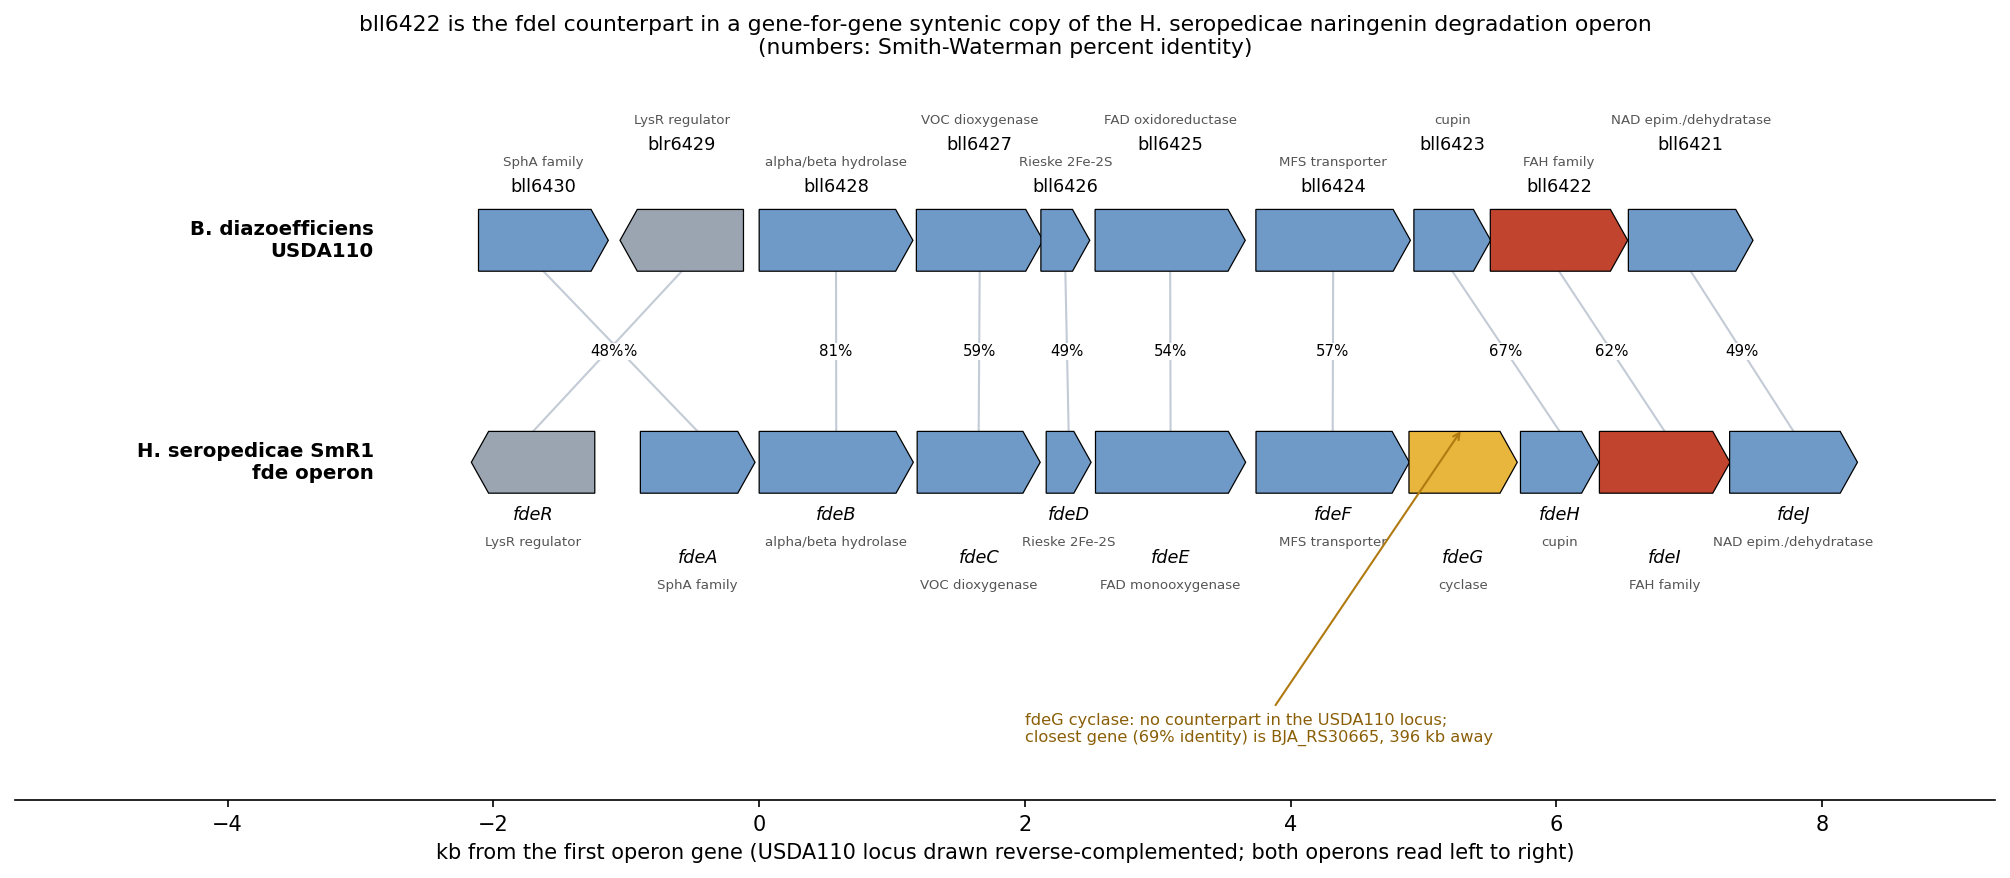 bll6422 is the fdeI counterpart in a gene-for-gene syntenic copy of the H. seropedicae naringenin degradation operon
(numbers: Smith-Waterman percent identity)
LysR regulator
VOC dioxygenase
FAD oxidoreductase
cupin
NAD epim./dehydratase
blr6429
bll6427
bll6425
bll6423
bll6421
SphA family
alpha/beta hydrolase
Rieske 2Fe-2S
MFS transporter
FAH family
bll6430
bll6428
bll6426
bll6424
bll6422
B. diazoefficiens
USDA110
48%%
81%
59%
49%
54%
57%
67%
62%
49%
H. seropedicae SmR1
fde operon
fdeR
fdeB
fdeD
fdeF
fdeH
fdeJ
LysR regulator
alpha/beta hydrolase
Rieske 2Fe-2S
MFS transporter
cupin
NAD epim./dehydratase
fdeA
fdeC
fdeE
fdeG
fdeI
SphA family
VOC dioxygenase
FAD monooxygenase
cyclase
FAH family
fdeG cyclase: no counterpart in the USDA110 locus;
closest gene (69% identity) is BJA_RS30665, 396 kb away
−4
−2
0
2
4
6
8
kb from the first operon gene (USDA110 locus drawn reverse-complemented; both operons read left to right)